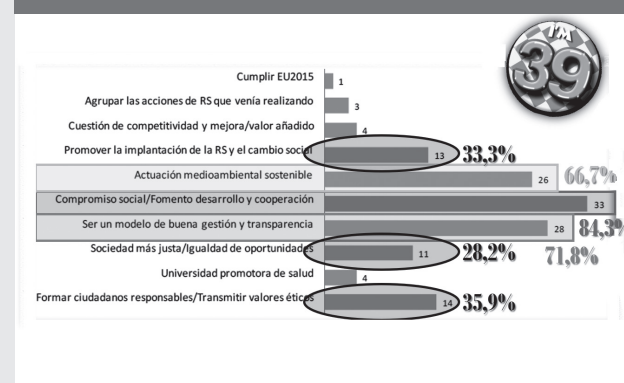 I'M
39
Cumplir EU2015 1
Agrupar las acciones de RS que venía realizando 3
Cuestión de competitividad y mejora/valor añadido 4
Promover la implantación de la RS y el cambio social 13 33,3%
Actuación medioambiental sostenible 26 66,7%
Compromiso social/Fomento desarrollo y cooperación 33
Ser un modelo de buena gestión y transparencia 28 84,3%
Sociedad más justa/Igualdad de oportunidades 11 28,2% 71,8%
Universidad promotora de salud 4
Formar ciudadanos responsables/Transmitir valores éticos 14 35,9%